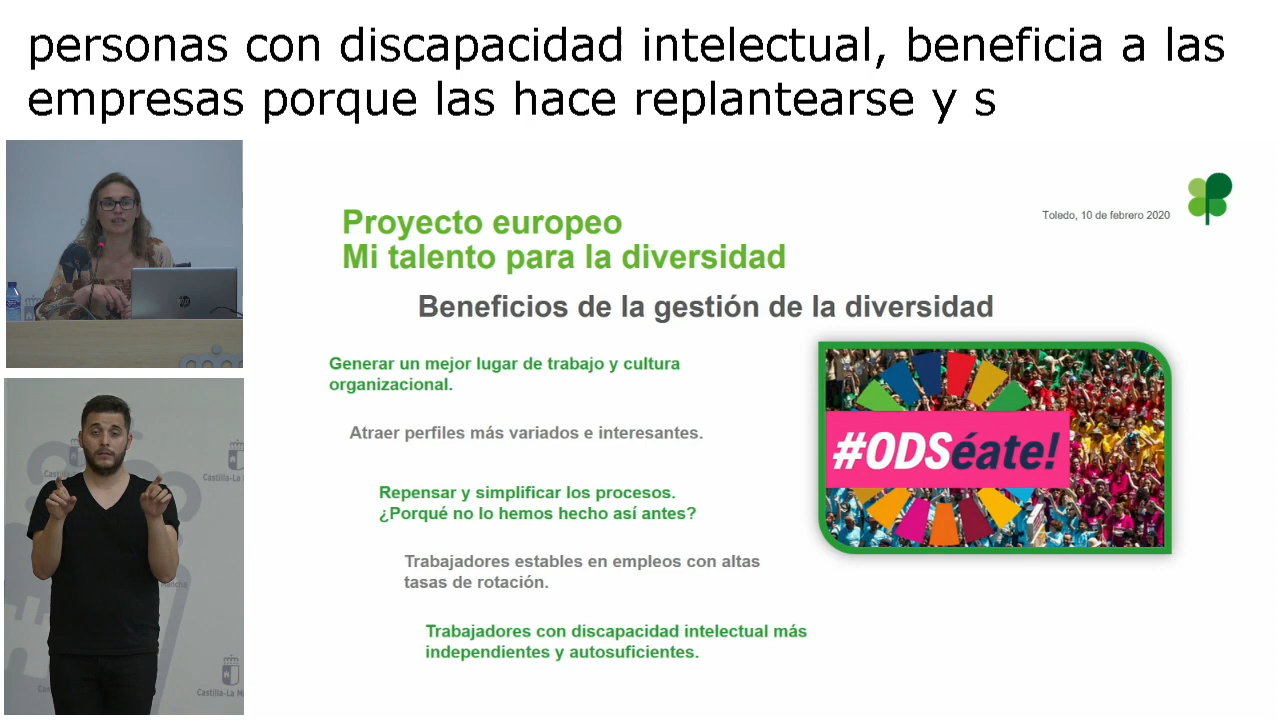 personas con discapacidad intelectual, beneficia a las
empresas porque las hace replantearse y s
Toledo, 10 de febrero 2020
Proyecto europeo
Mi talento para la diversidad
Beneficios de la gestión de la diversidad
Generar un mejor lugar de trabajo y cultura
organizacional.
Atraer perfiles más variados e interesantes.
Repensar y simplificar los procesos.
¿Porqué no lo hemos hecho así antes?
Trabajadores estables en empleos con altas
tasas de rotación.
Trabajadores con discapacidad intelectual más
independientes y autosuficientes.
#ODSéate!
hp
Castilla-La M